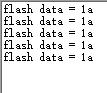 flash data = 1a
flash data = 1a
flash data = 1a
flash data = 1a
flash data = 1a